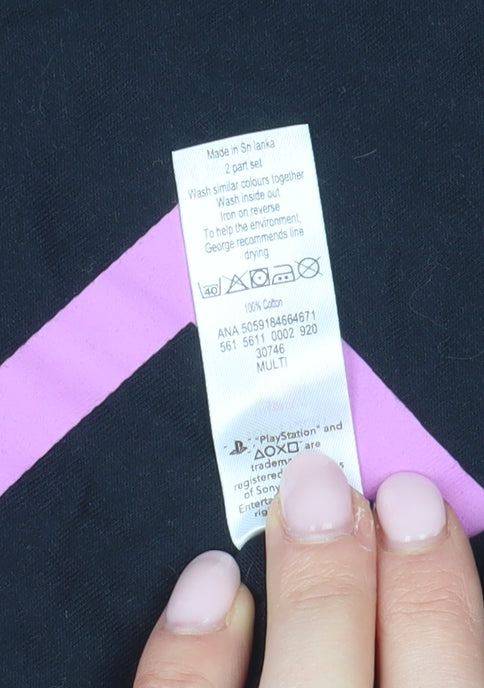 Made in Sri lanka
2 part set
Wash similar colours together
Wash inside out
Iron on reverse
To help the environment,
George recommends line
drying
40
100% Cotton
ANA 5059184664671
561 5611 0002 920
30746
MULTI
"PlayStation" and
△O✕□" are
registered
of Sony